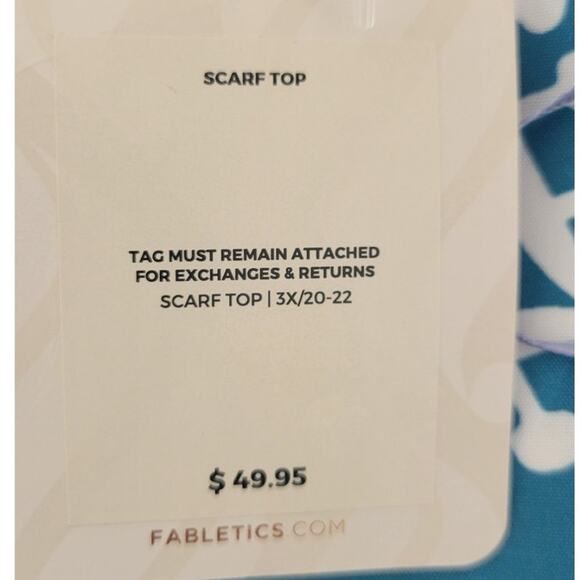 SCARF TOP
TAG MUST REMAIN ATTACHED
FOR EXCHANGES & RETURNS
SCARF TOP | 3X/20-22
$ 49.95
FABLETICS.COM